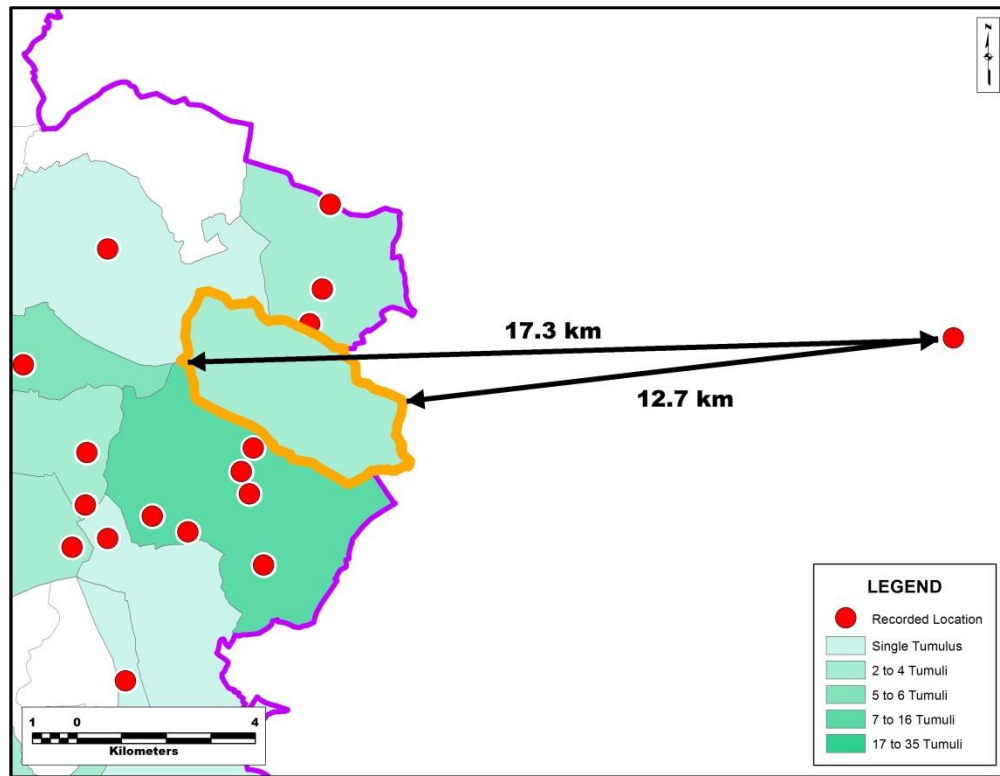 N
17.3 km
12.7 km
LEGEND
Recorded Location
Single Tumulus
2 to 4 Tumuli
5 to 6 Tumuli
7 to 16 Tumuli
17 to 35 Tumuli
1 0 4
Kilometers